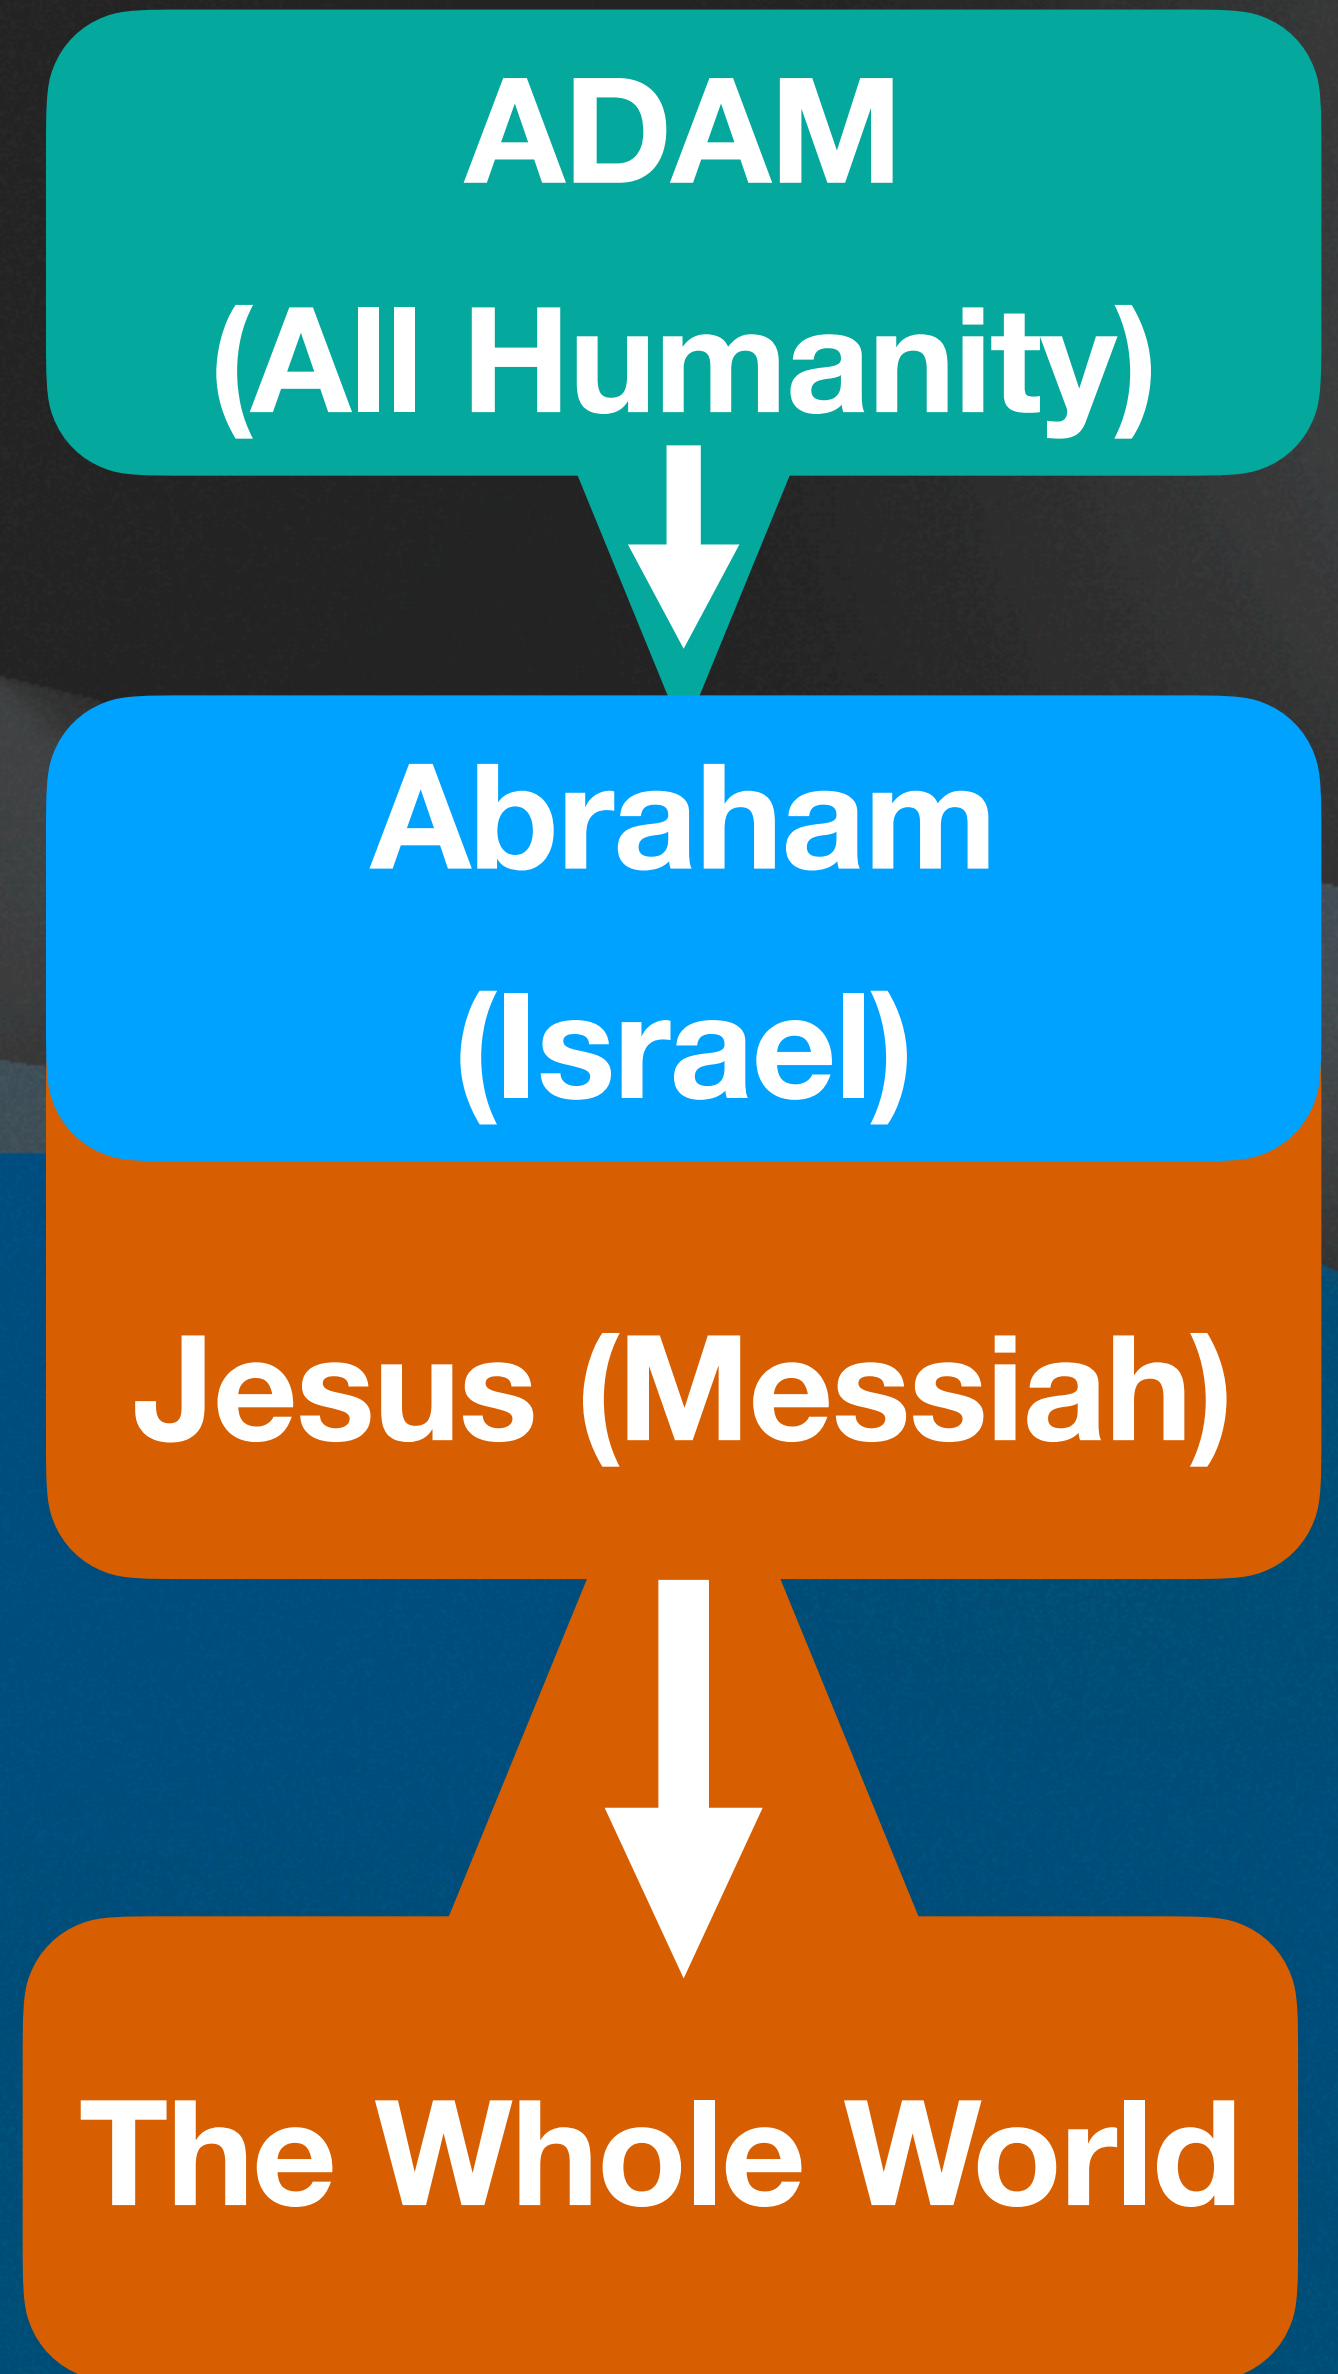 ADAM
(All Humanity)
Abraham
(Israel)
Jesus (Messiah)
The Whole World